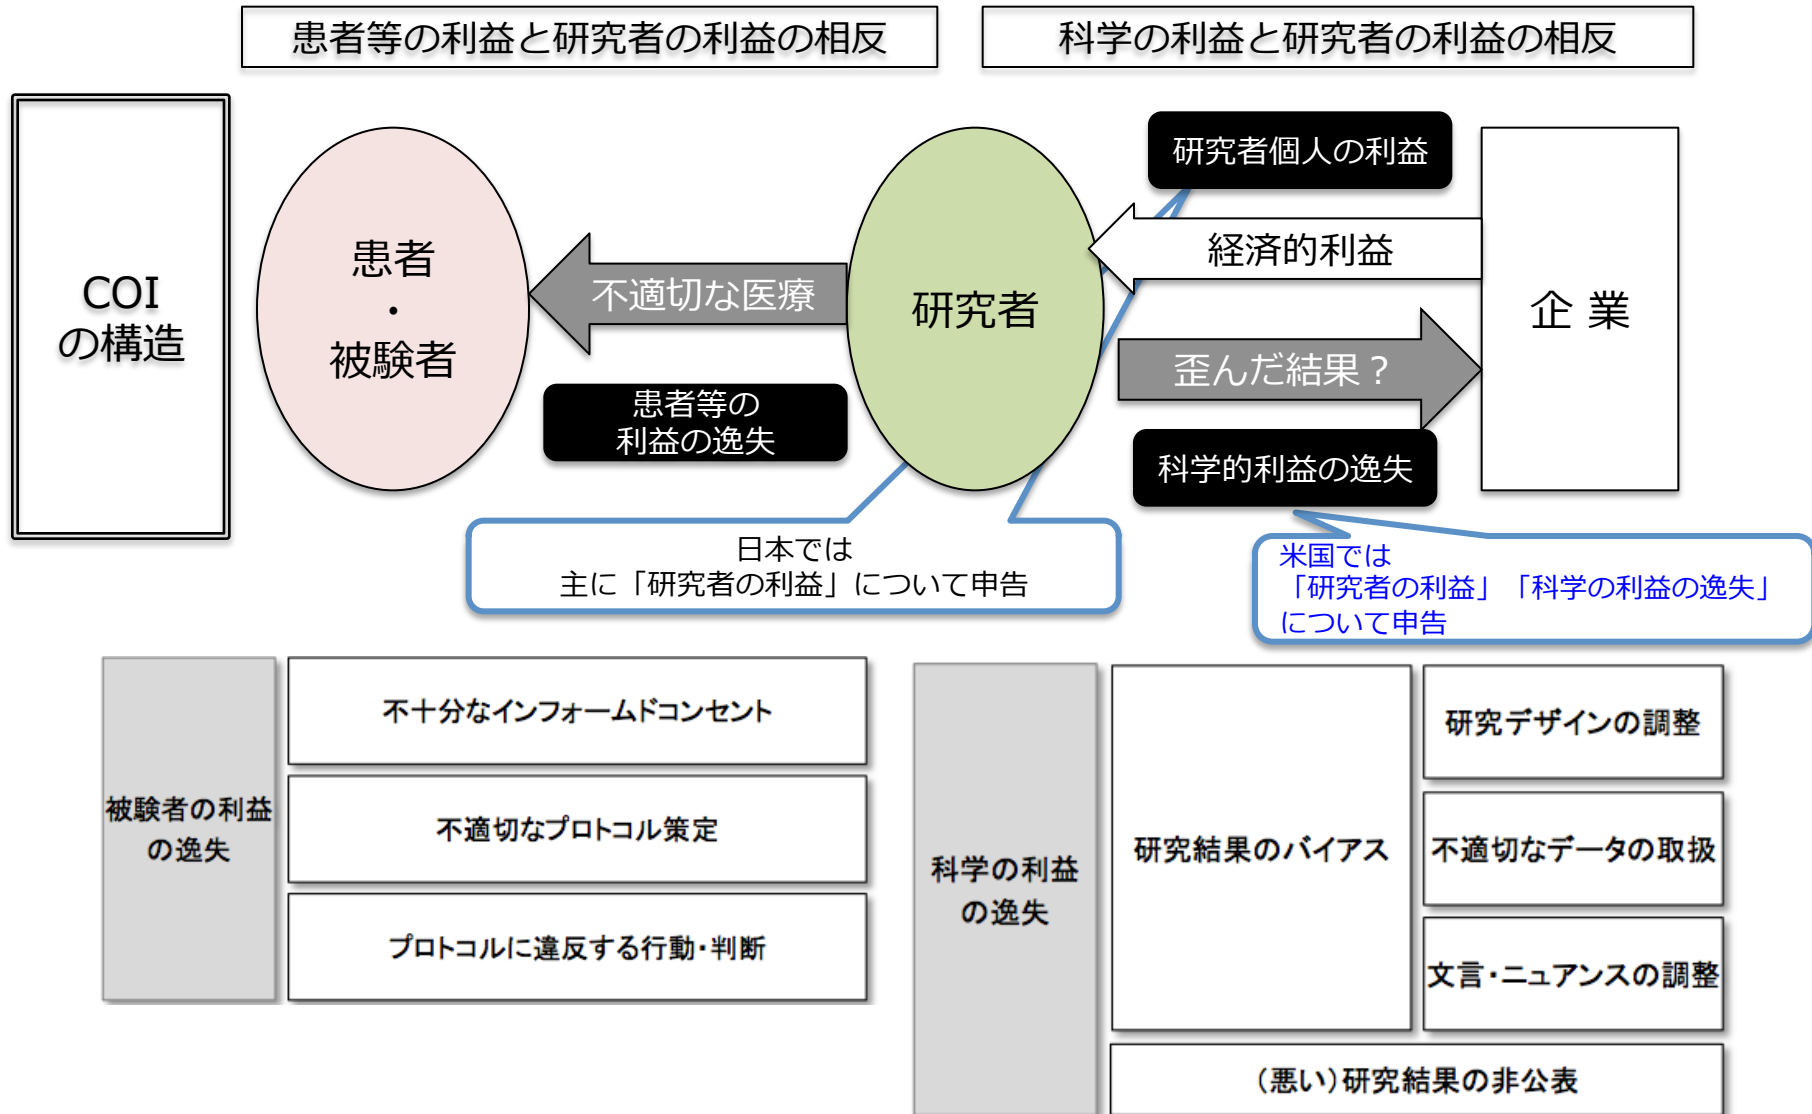 患者等の利益と研究者の利益の相反
科学の利益と研究者の利益の相反
COI
の構造
患者
・
被験者
不適切な医療
患者等の
利益の逸失
研究者
研究者個人の利益
経済的利益
歪んだ結果？
科学的利益の逸失
企 業
日本では
主に「研究者の利益」について申告
米国では
「研究者の利益」「科学の利益の逸失」
について申告
被験者の利益
の逸失
不十分なインフォームドコンセント
不適切なプロトコル策定
プロトコルに違反する行動・判断
科学の利益
の逸失
研究結果のバイアス
研究デザインの調整
不適切なデータの取扱
文言・ニュアンスの調整
（悪い）研究結果の非公表